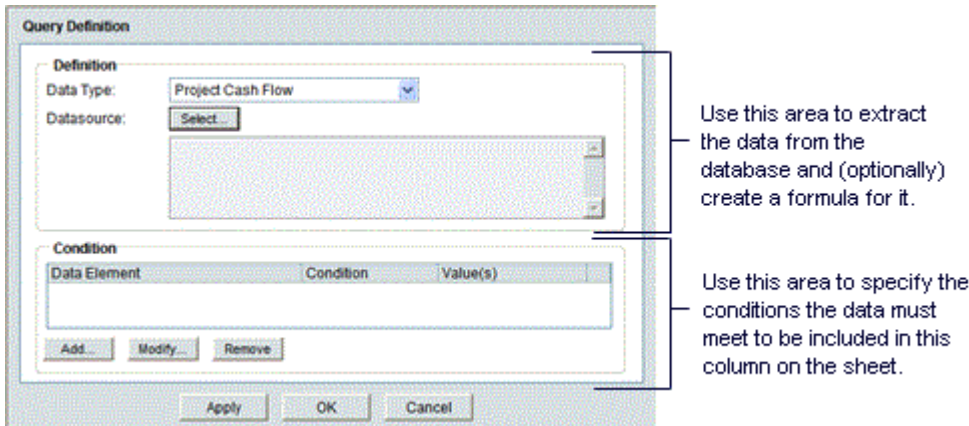 Query Definition
Definition
Data Type: Project Cash Flow
Datasource: Select...
Condition
Data Element Condition Value(s)
Add... Modify... Remove
Apply OK Cancel
Use this area to extract
the data from the
database and (optionally)
create a formula for it.
Use this area to specify the
conditions the data must
meet to be included in this
column on the sheet.